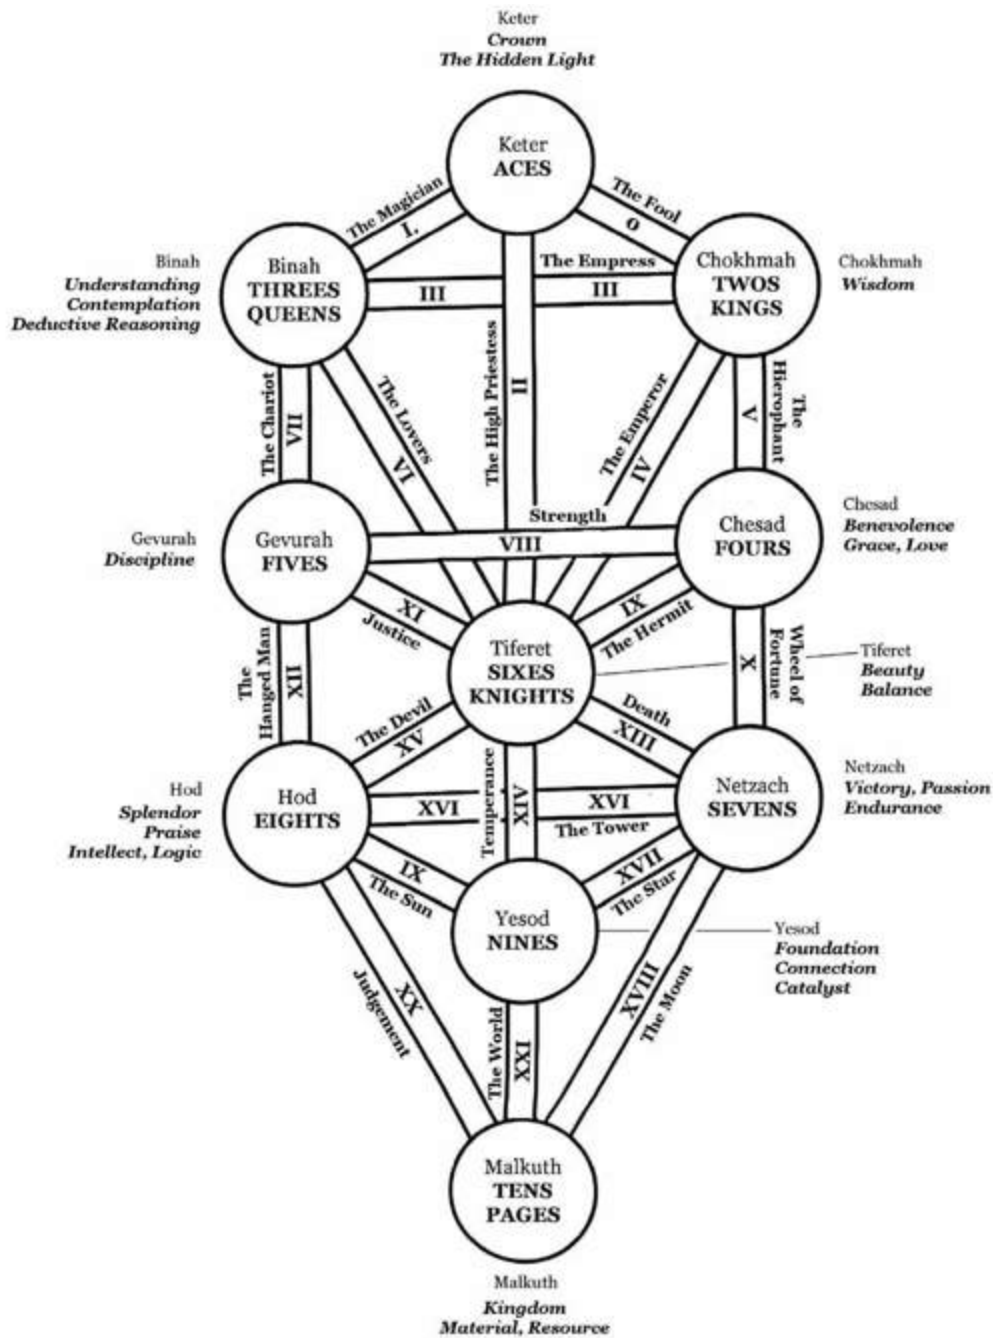 Keter
Crown
The Hidden Light
Keter
ACES
The Magician
I.
The Fool
0
Binah
Understanding
Contemplation
Deductive Reasoning
Binah
THREES
QUEENS
The Empress
III
III
Chokhmah
TWOS
KINGS
Chokhmah
Wisdom
The Chariot
VII
The Lovers
VI
The High Priestess
II
The Emperor
IV
The
Hierophant
V
Gevurah
Discipline
Gevurah
FIVES
Strength
VIII
Chesad
FOURS
Chesad
Benevolence
Grace, Love
XI
Justice
IX
The Hermit
The
Hanged Man
XII
Tiferet
SIXES
KNIGHTS
X
Wheel of
Fortune
Tiferet
Beauty
Balance
The Devil
XV
Death
XIII
Hod
Splendor
Praise
Intellect, Logic
Hod
EIGHTS
XVI
Temperance
XIV
XVI
The Tower
Netzach
SEVENS
Netzach
Victory, Passion
Endurance
IX
The Sun
XVII
The Star
Yesod
NINES
Yesod
Foundation
Connection
Catalyst
XX
Judgement
The World
IXX
XVIII
The Moon
Malkuth
TENS
PAGES
Malkuth
Kingdom
Material, Resource